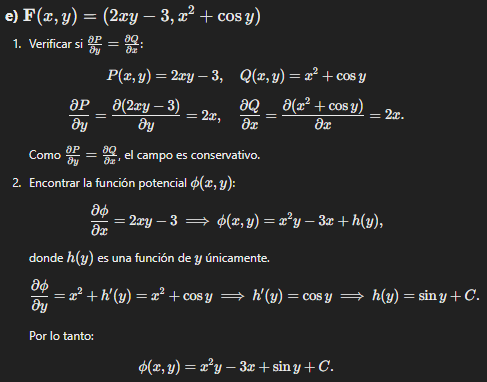 e) F(x, y) = (2xy − 3, x² + cos y)
1. Verificar si ∂P/∂y = ∂Q/∂x:
P(x, y) = 2xy − 3, Q(x, y) = x² + cos y
∂P/∂y = ∂(2xy − 3)/∂y = 2x, ∂Q/∂x = ∂(x² + cos y)/∂x = 2x.
Como ∂P/∂y = ∂Q/∂x, el campo es conservativo.
2. Encontrar la función potencial ϕ(x, y):
∂ϕ/∂x = 2xy − 3 ⟹ ϕ(x, y) = x²y − 3x + h(y),
donde h(y) es una función de y únicamente.
∂ϕ/∂y = x² + h′(y) = x² + cos y ⟹ h′(y) = cos y ⟹ h(y) = sin y + C.
Por lo tanto:
ϕ(x, y) = x²y − 3x + sin y + C.